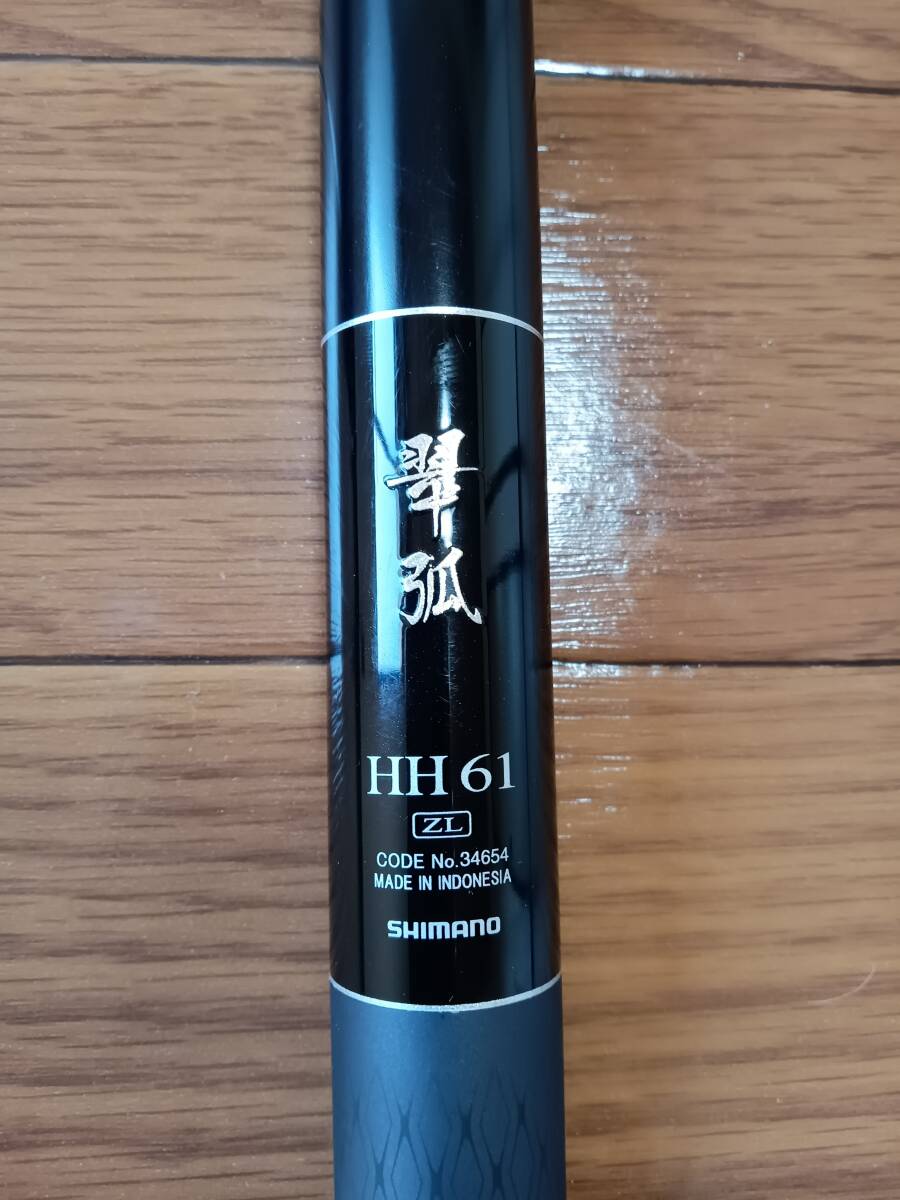 翠弧
HH 61
ZL
CODE No.34654
MADE IN INDONESIA
SHIMANO